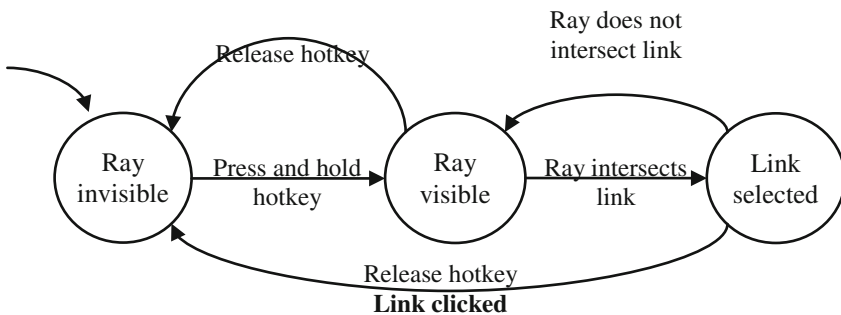 Ray does not
intersect link
Release hotkey
Ray
invisible
Press and hold
hotkey
Ray
visible
Ray intersects
link
Link
selected
Release hotkey
Link clicked